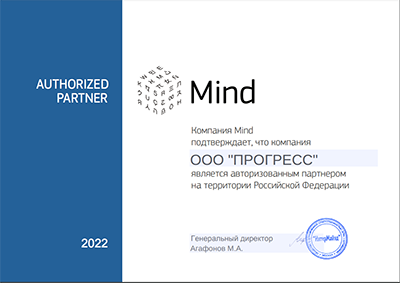 AUTHORIZED
PARTNER
Mind
Компания Mind
подтверждает, что компания
ООО "ПРОГРЕСС"
является авторизованным партнером
на территории Российской Федерации
Генеральный директор
Агафонов М.А.
2022